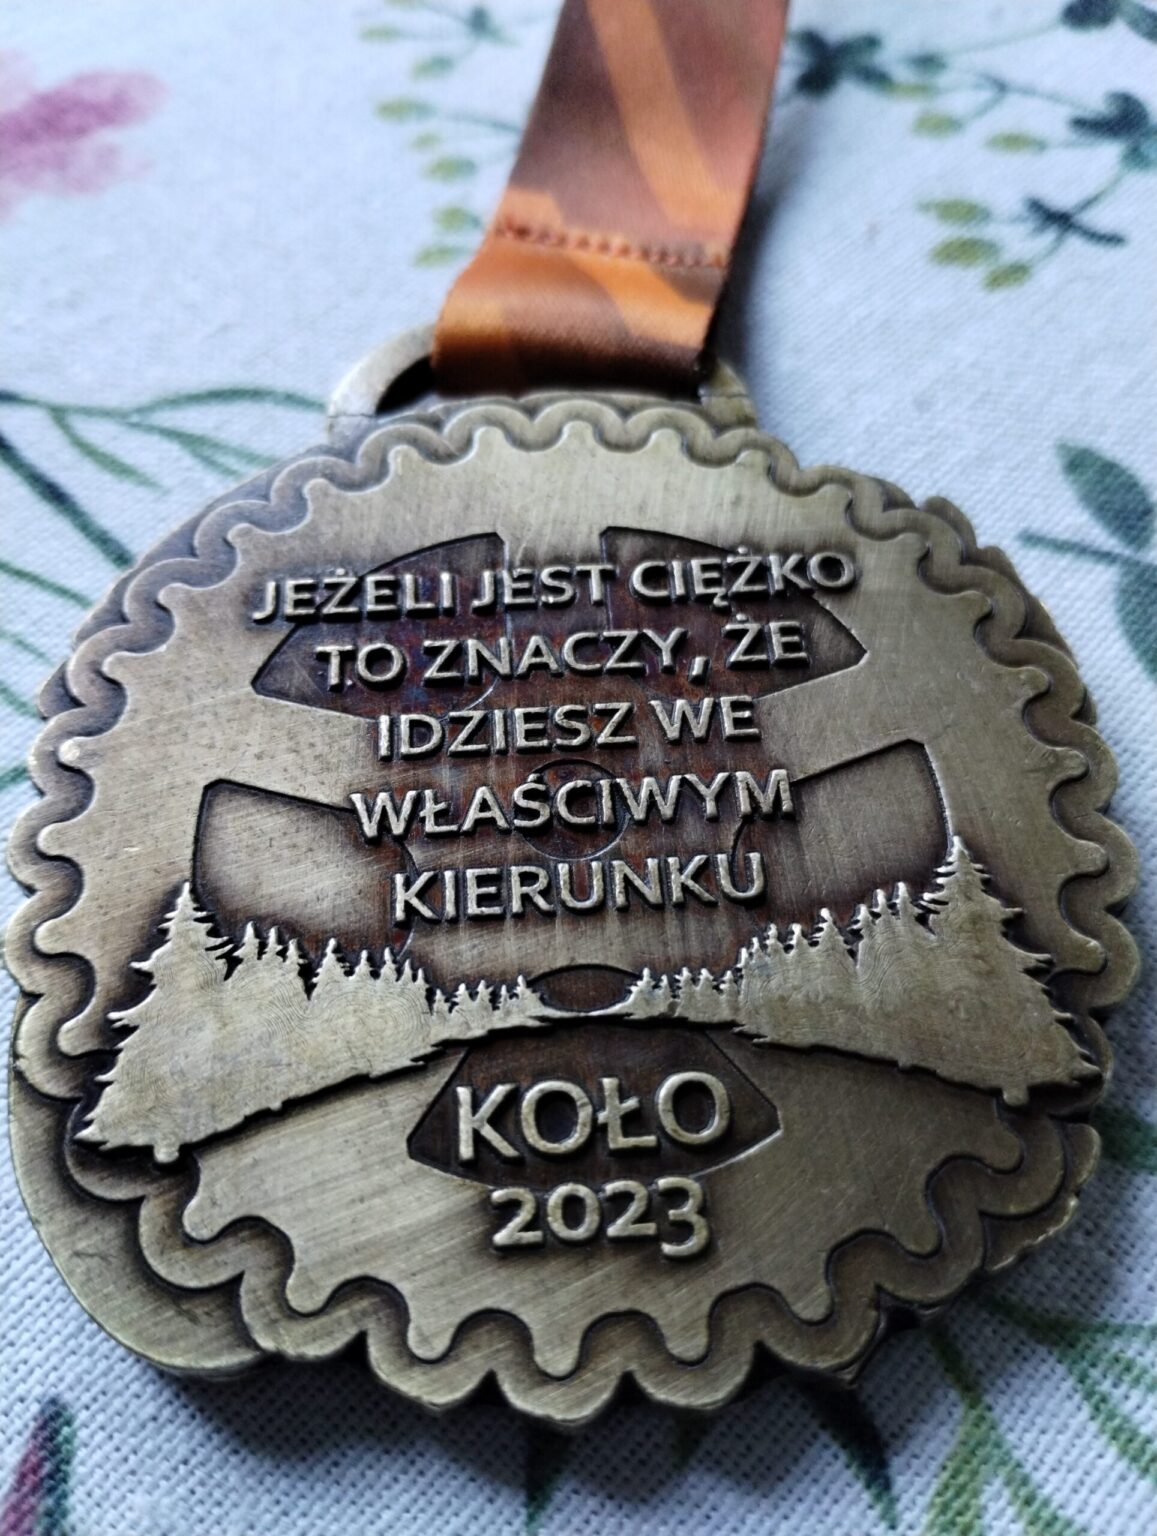 JEŻELI JEST CIĘŻKO
TO ZNACZY, ŻE
IDZIESZ WE
WŁAŚCIWYM
KIERUNKU
KOŁO
2023